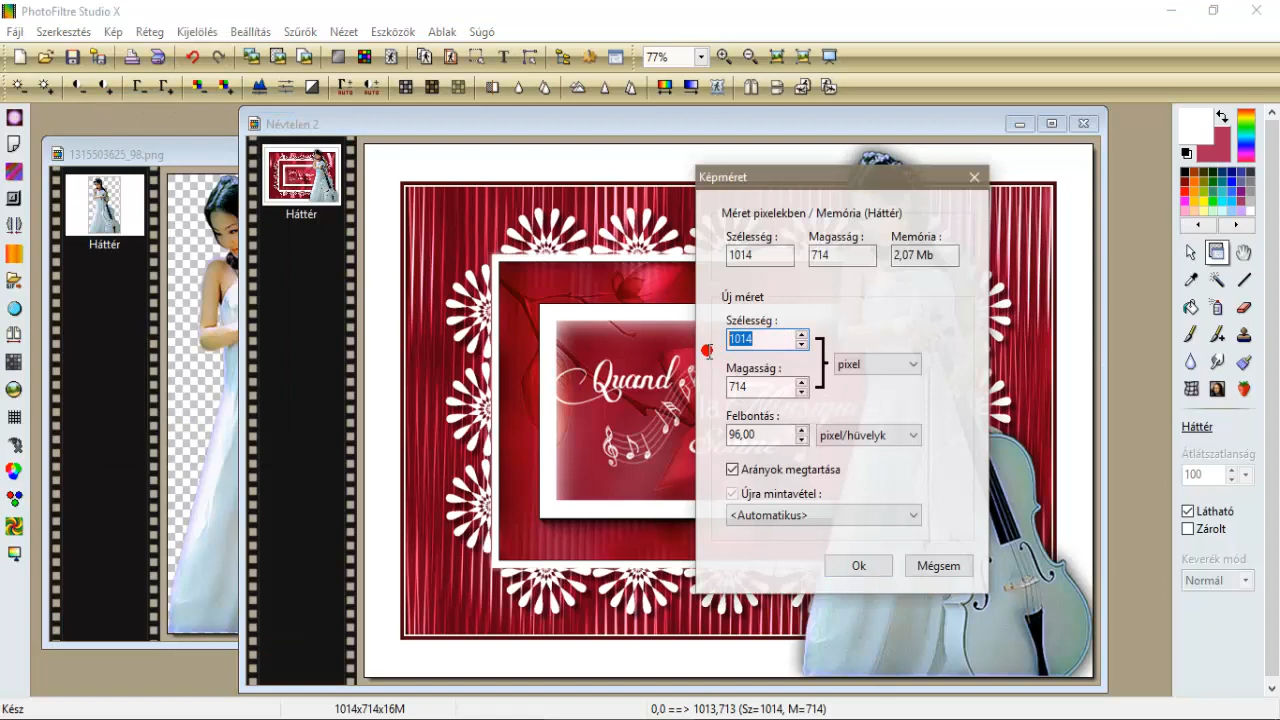 PhotoFiltre Studio X
Fájl Szerkesztés Kép Réteg Kijelölés Beállítás Szűrők Nézet Eszközök Ablak Súgó
77%
AUTO AUTO
Névtelen 2
1315503625_98.png
Háttér
Háttér
Quand
Képméret
Méret pixelekben / Memória (Háttér)
Szélesség : Magasság : Memória :
1014 714 2,07 Mb
Új méret
Szélesség :
1014
pixel
Magasság :
714
Felbontás :
96,00 pixel/hüvelyk
Arányok megtartása
Újra mintavétel :
<Automatikus>
Ok Mégsem
Háttér
Átlátszatlanság
100
Látható
Zárolt
Keverék mód
Normál
Kész 1014x714x16M 0,0 ==> 1013,713 (Sz=1014, M=714)